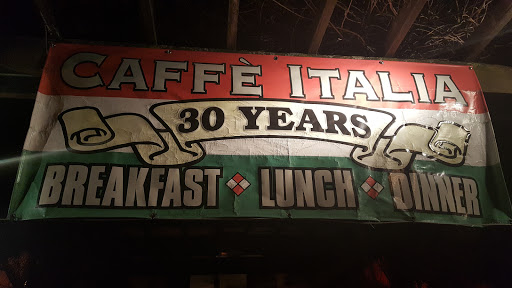 CAFFÈ ITALIA
30 YEARS
BREAKFAST LUNCH DINNER